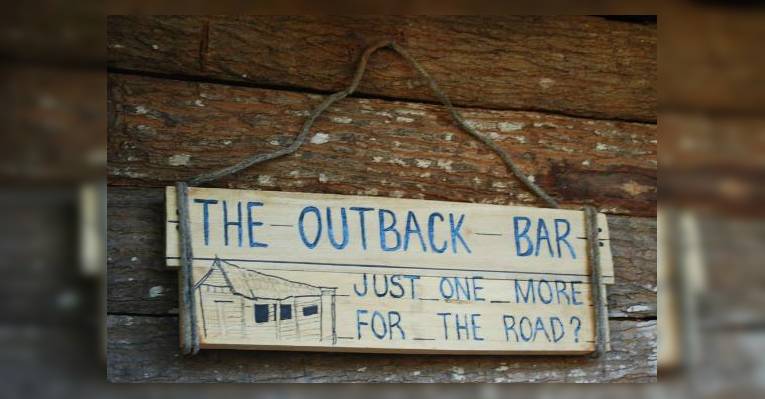 THE OUTBACK BAR
JUST ONE MORE
FOR THE ROAD?